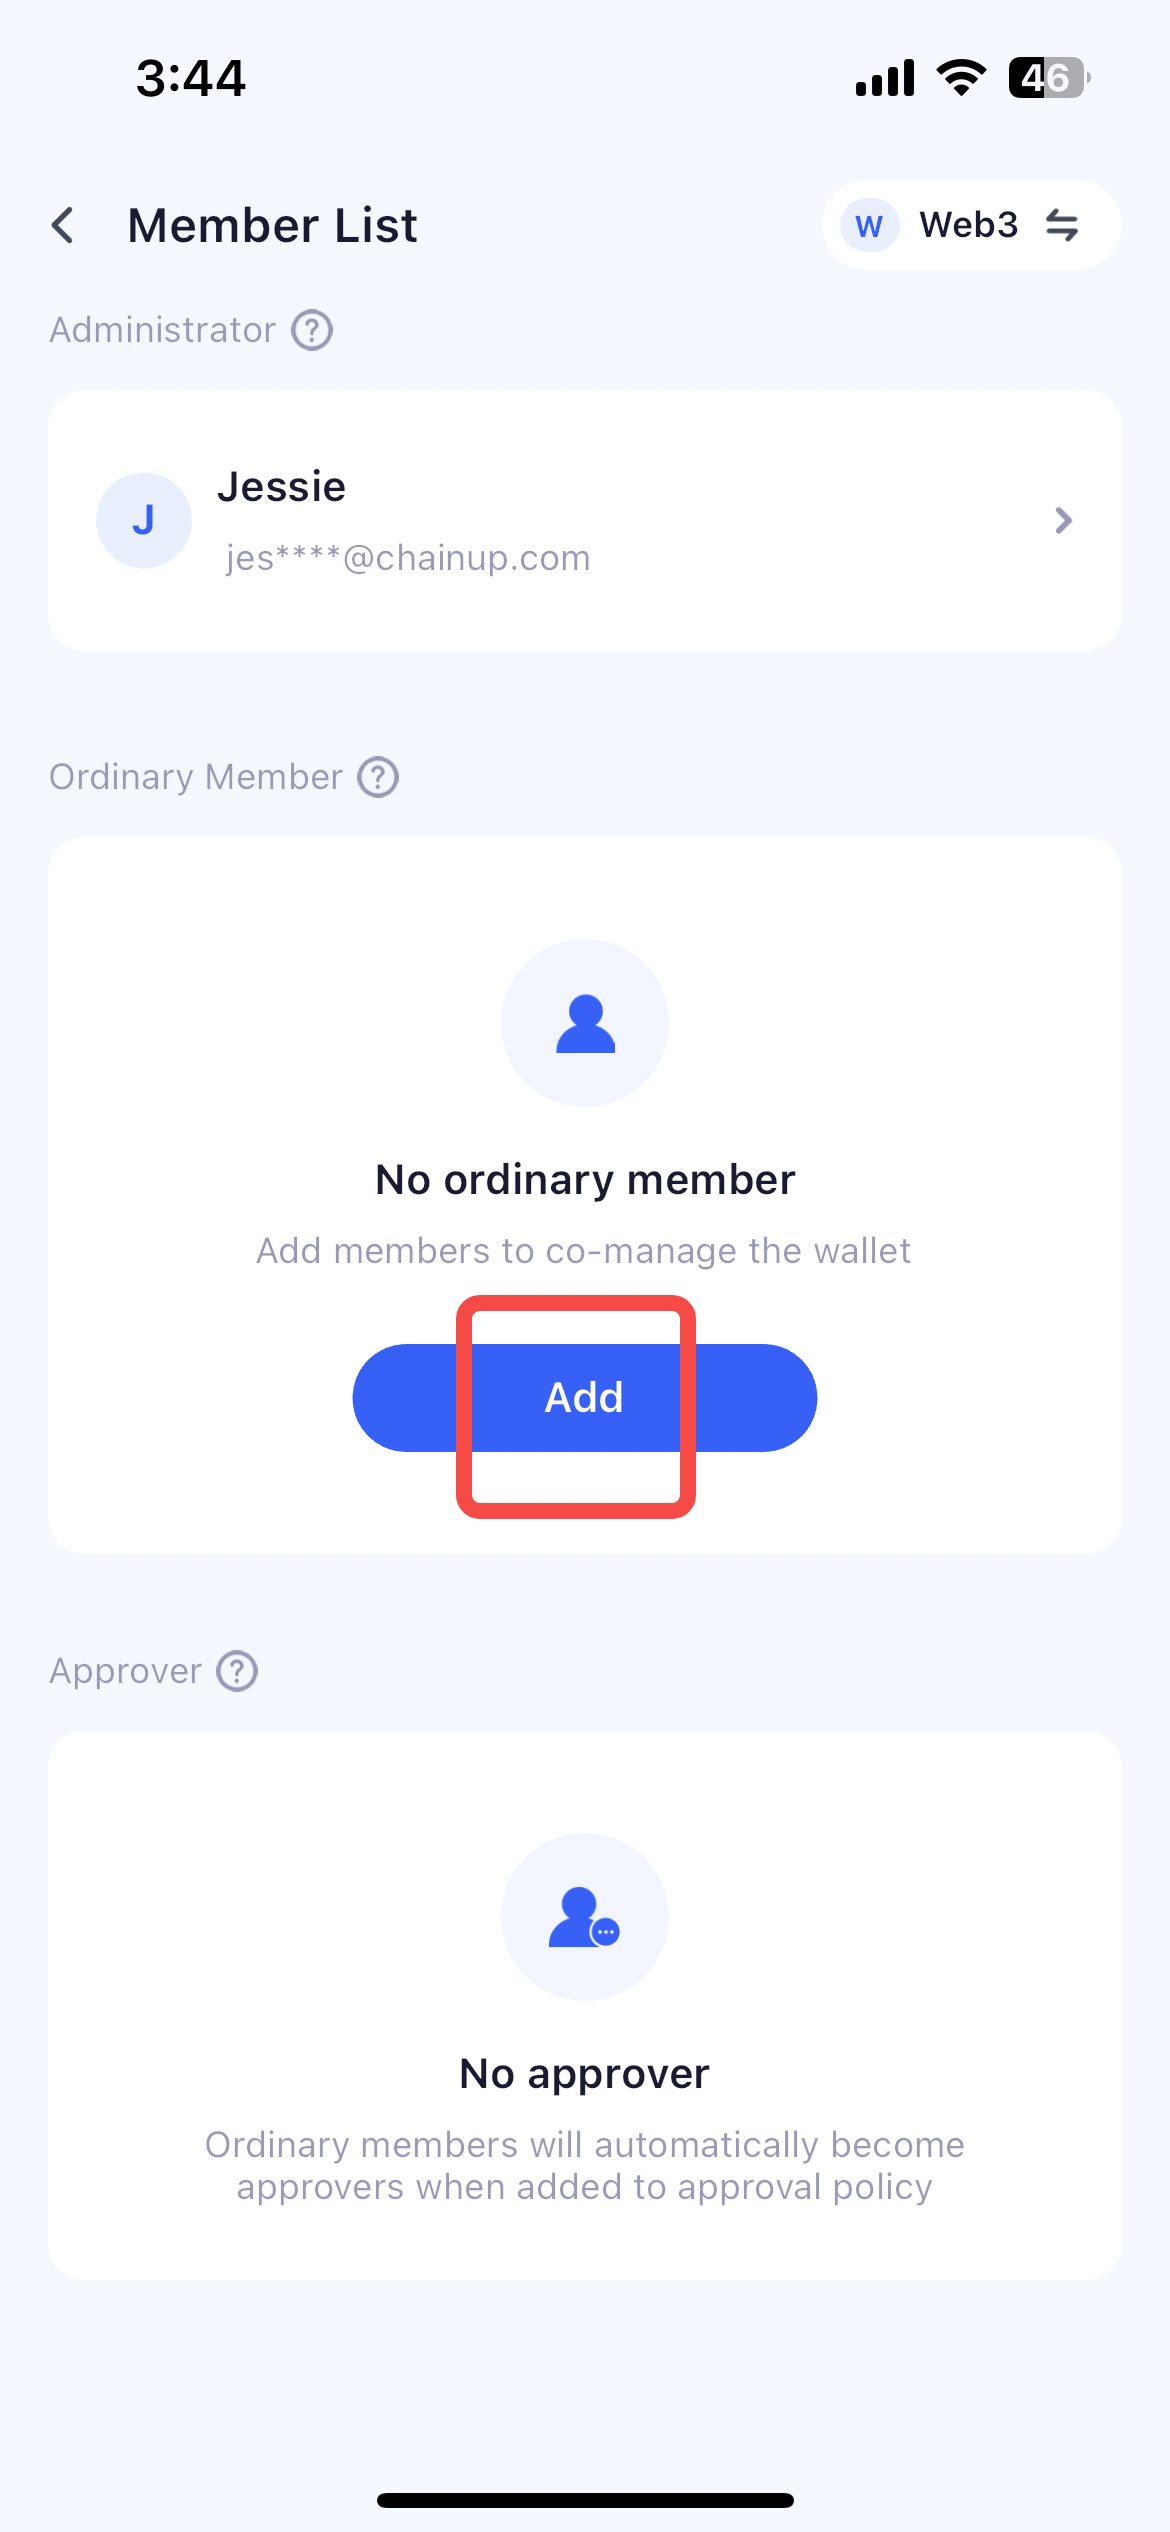 3:44
46
Member List
W Web3
Administrator ?
J
Jessie
jes****@chainup.com
Ordinary Member ?
No ordinary member
Add members to co-manage the wallet
Add
Approver ?
No approver
Ordinary members will automatically become
approvers when added to approval policy